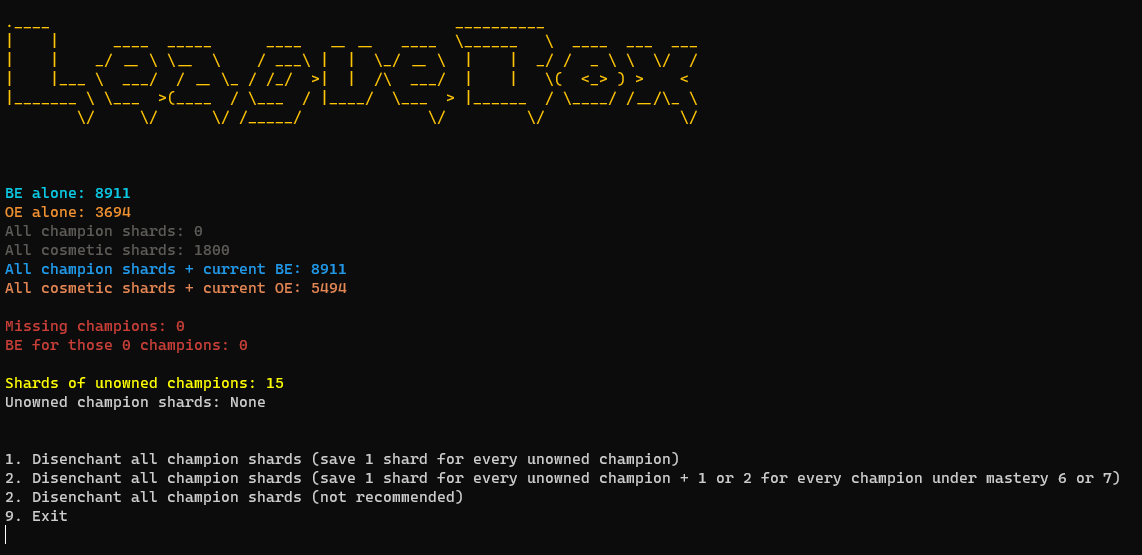 LeagueBox
BE alone: 8911
OE alone: 3694
All champion shards: 0
All cosmetic shards: 1800
All champion shards + current BE: 8911
All cosmetic shards + current OE: 5494
Missing champions: 0
BE for those 0 champions: 0
Shards of unowned champions: 15
Unowned champion shards: None
1. Disenchant all champion shards (save 1 shard for every unowned champion)
2. Disenchant all champion shards (save 1 shard for every unowned champion + 1 or 2 for every champion under mastery 6 or 7)
2. Disenchant all champion shards (not recommended)
9. Exit